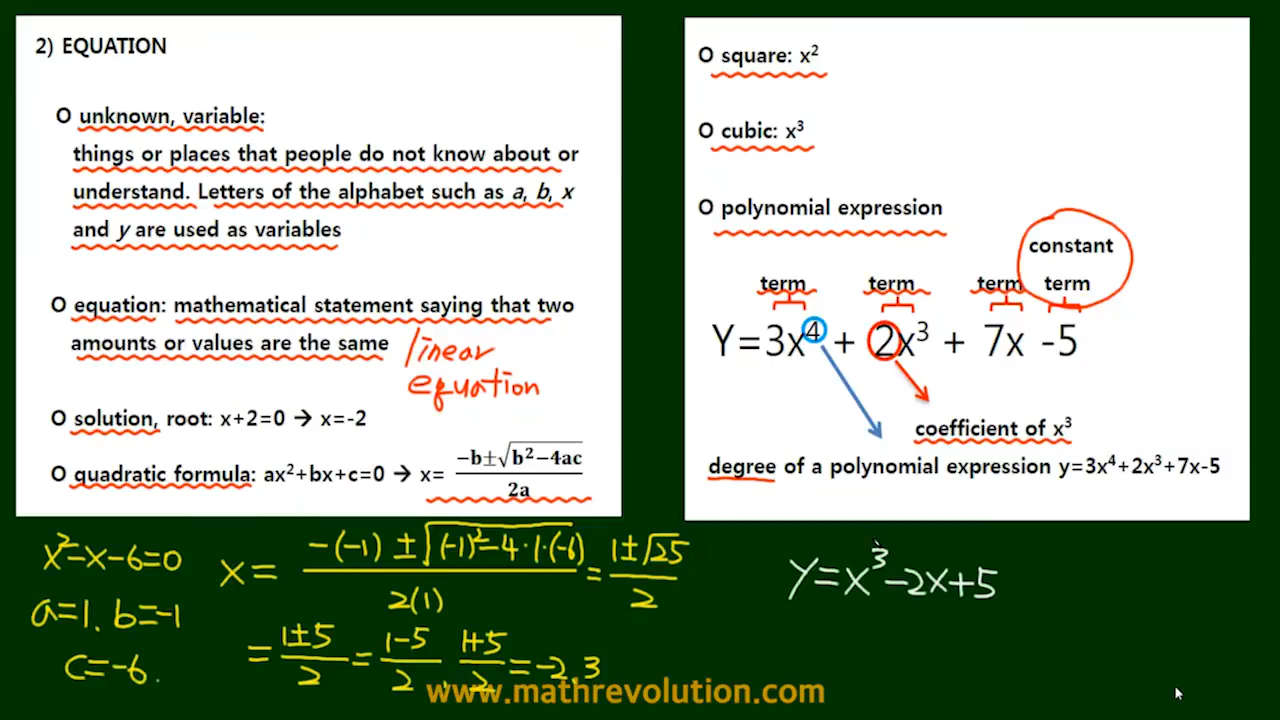 2) EQUATION
O unknown, variable:
things or places that people do not know about or
understand. Letters of the alphabet such as a, b, x
and y are used as variables
O equation: mathematical statement saying that two
amounts or values are the same
linear
equation
O solution, root: x+2=0 → x=-2
O quadratic formula: ax²+bx+c=0 → x= (−b±√(b²−4ac))/2a
O square: x²
O cubic: x³
O polynomial expression
constant
term term term term
Y=3x⁴ + 2x³ + 7x -5
coefficient of x³
degree of a polynomial expression y=3x⁴+2x³+7x-5
x²-x-6=0
a=1. b=-1
c=-6.
x= (-(-1) ± √((-1)²-4·1·(-6)))/2(1) = (1±√25)/2
= (1±5)/2 = (1-5)/2, (1+5)/2 = -2.3
y=x³-2x+5
www.mathrevolution.com